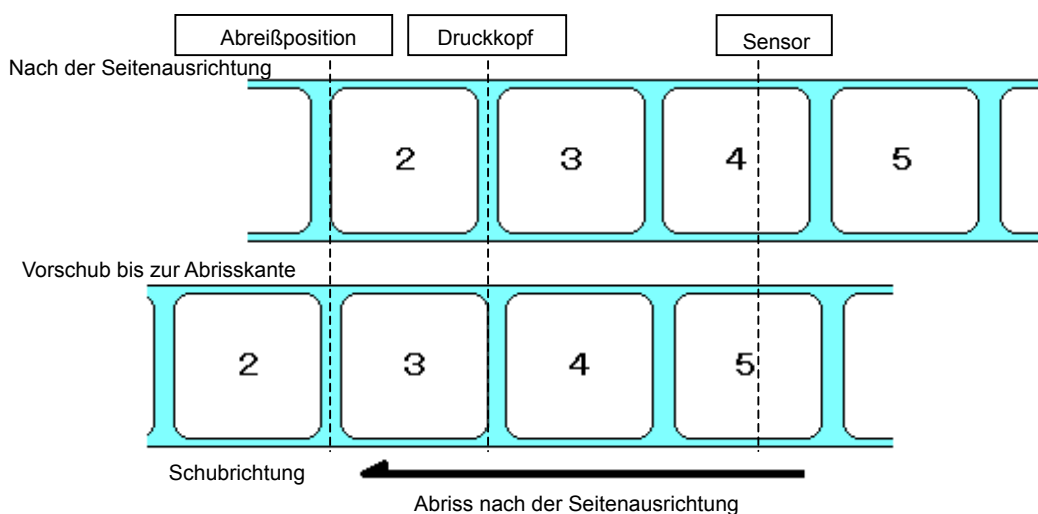 Abreißposition Druckkopf Sensor
Nach der Seitenausrichtung
2 3 4 5
Vorschub bis zur Abrisskante
2 3 4 5
Schubrichtung
Abriss nach der Seitenausrichtung